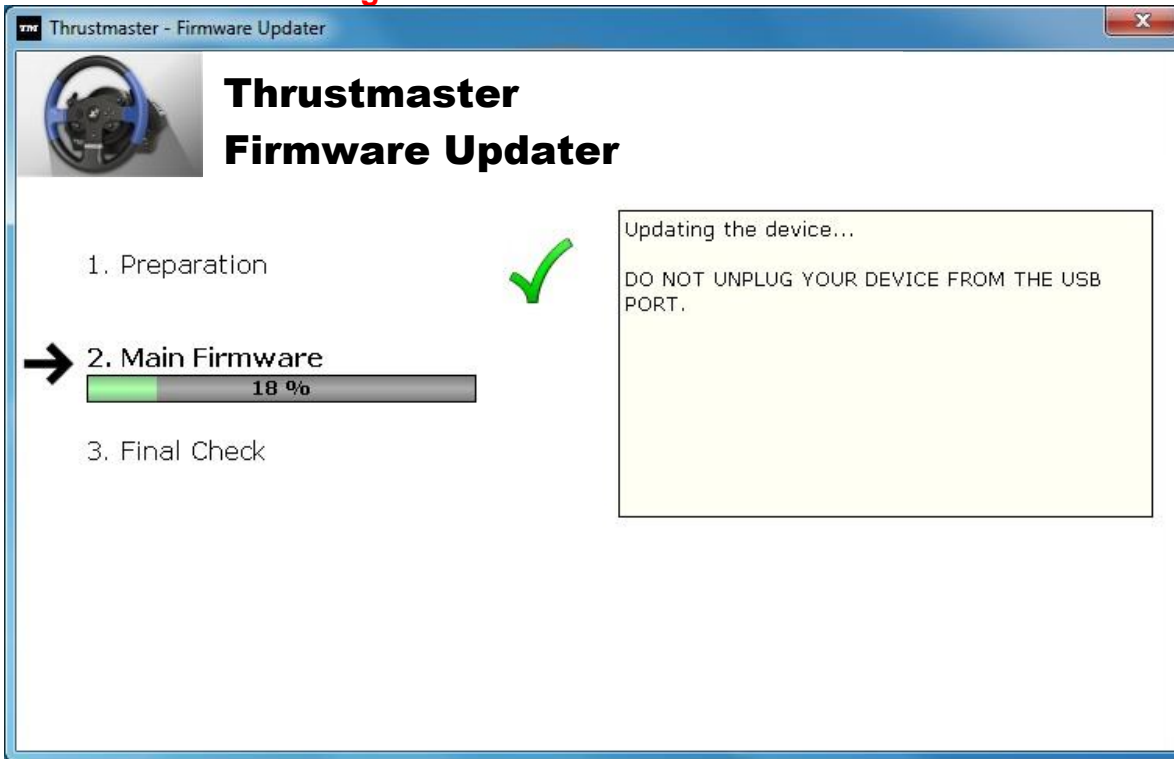 Thrustmaster - Firmware Updater
Thrustmaster
Firmware Updater
1. Preparation
2. Main Firmware
18 %
3. Final Check
Updating the device...
DO NOT UNPLUG YOUR DEVICE FROM THE USB
PORT.